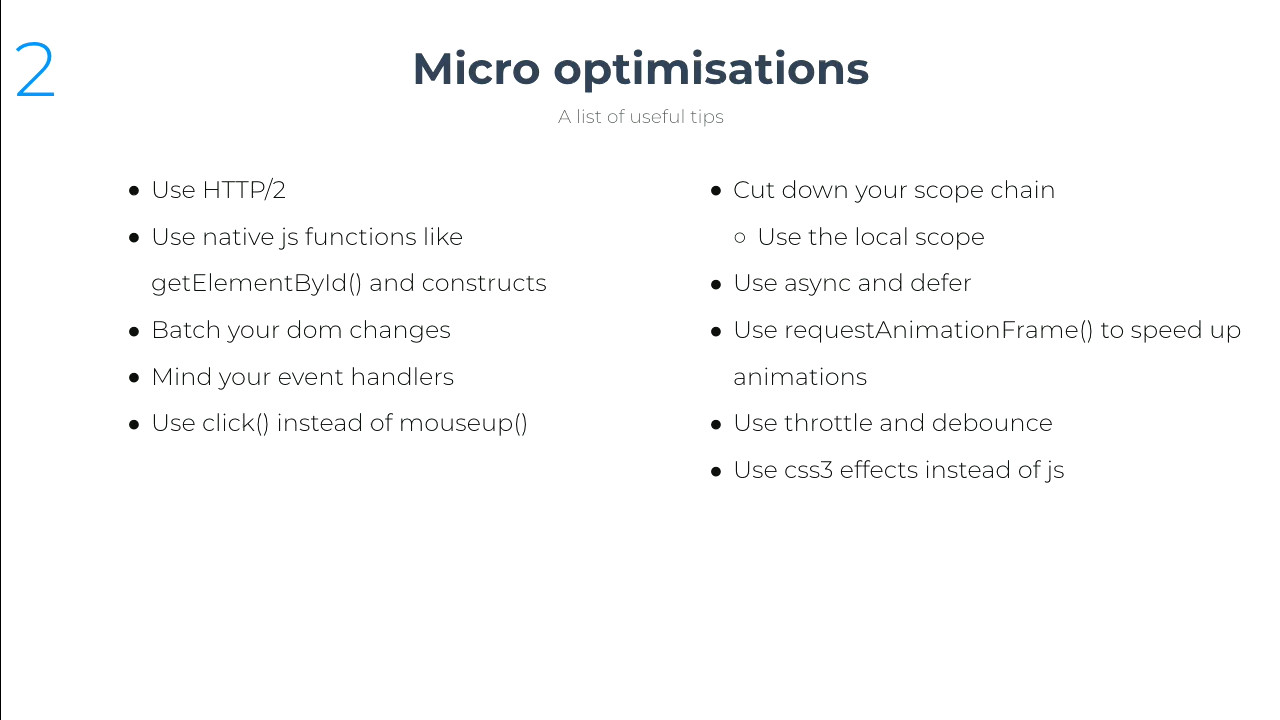 2
Micro optimisations
A list of useful tips
● Use HTTP/2
● Use native js functions like
getElementById() and constructs
● Batch your dom changes
● Mind your event handlers
● Use click() instead of mouseup()
● Cut down your scope chain
○ Use the local scope
● Use async and defer
● Use requestAnimationFrame() to speed up
animations
● Use throttle and debounce
● Use css3 effects instead of js